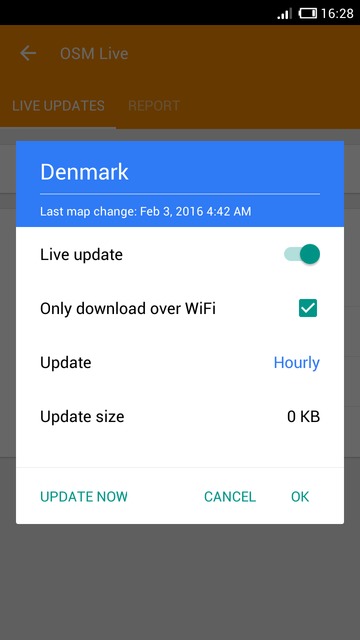 16:28
OSM Live
LIVE UPDATES REPORT
Denmark
Last map change: Feb 3, 2016 4:42 AM
Live update
Only download over WiFi
Update Hourly
Update size 0 KB
UPDATE NOW CANCEL OK